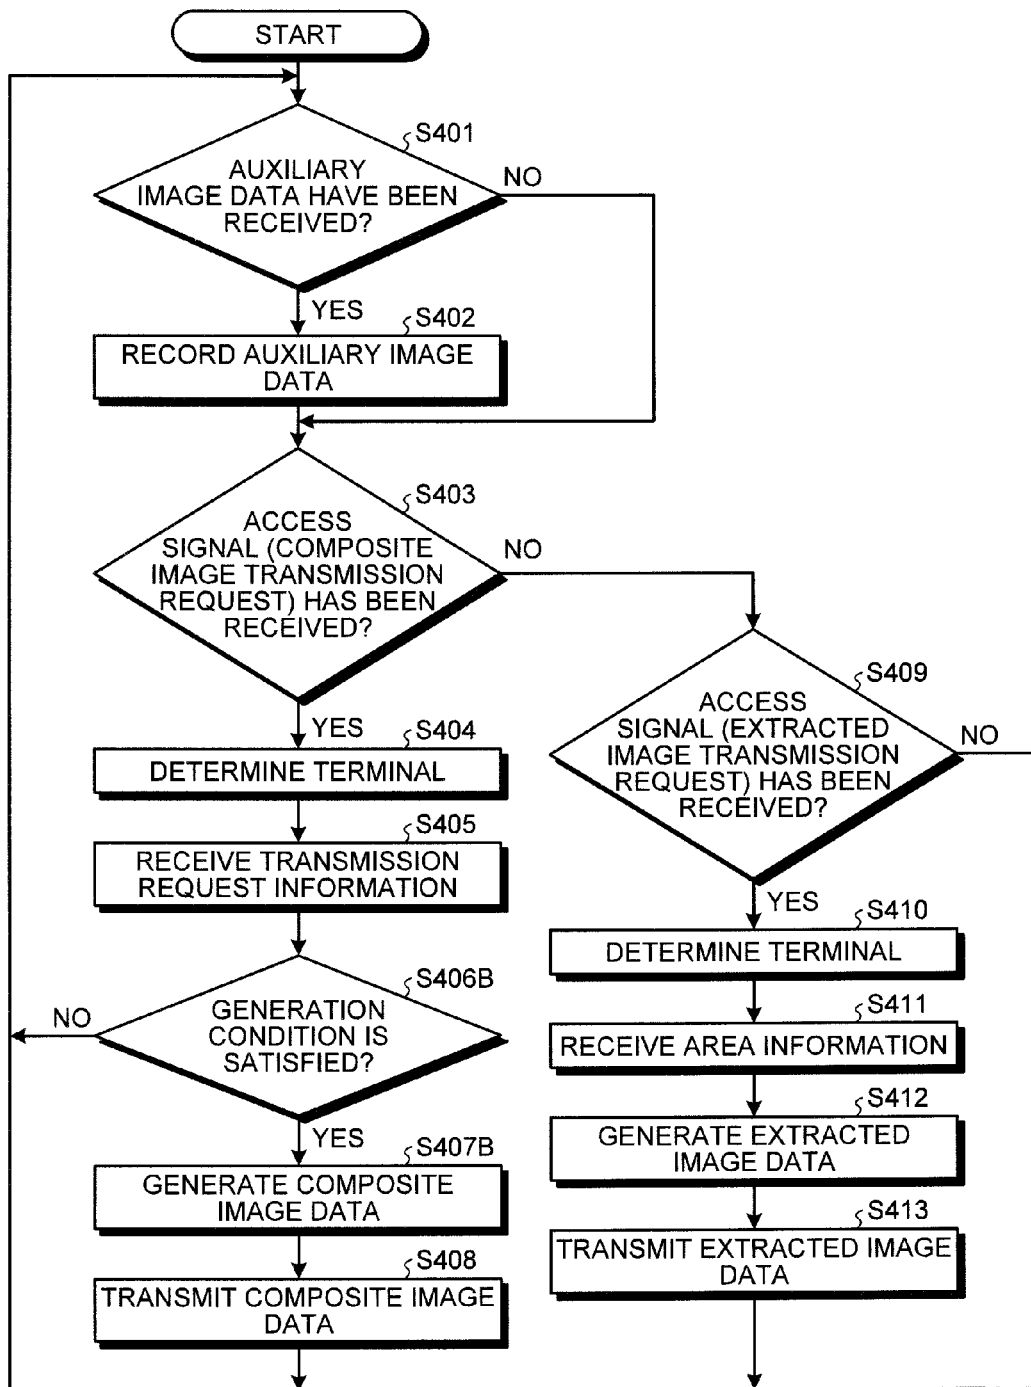 START
S401
AUXILIARY
IMAGE DATA HAVE BEEN
RECEIVED?
NO
YES
S402
RECORD AUXILIARY IMAGE
DATA
S403
ACCESS
SIGNAL (COMPOSITE
IMAGE TRANSMISSION
REQUEST) HAS BEEN
RECEIVED?
NO
YES
S404
DETERMINE TERMINAL
S405
RECEIVE TRANSMISSION
REQUEST INFORMATION
S406B
GENERATION
CONDITION IS
SATISFIED?
NO
YES
S407B
GENERATE COMPOSITE
IMAGE DATA
S408
TRANSMIT COMPOSITE IMAGE
DATA
S409
ACCESS
SIGNAL (EXTRACTED
IMAGE TRANSMISSION
REQUEST) HAS BEEN
RECEIVED?
NO
YES
S410
DETERMINE TERMINAL
S411
RECEIVE AREA INFORMATION
S412
GENERATE EXTRACTED
IMAGE DATA
S413
TRANSMIT EXTRACTED IMAGE
DATA